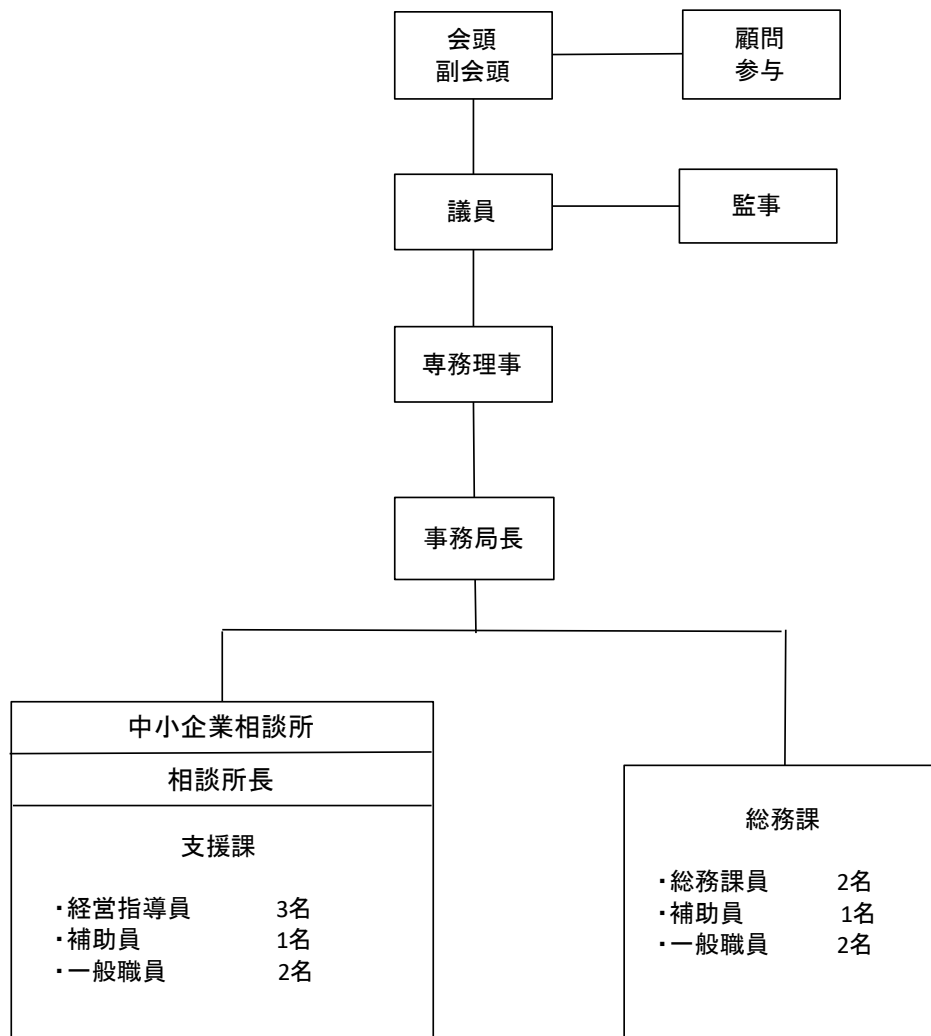 会頭
副会頭
顧問
参与
議員
監事
専務理事
事務局長
中小企業相談所
相談所長
支援課
・経営指導員 3名
・補助員 1名
・一般職員 2名
総務課
・総務課員 2名
・補助員 1名
・一般職員 2名